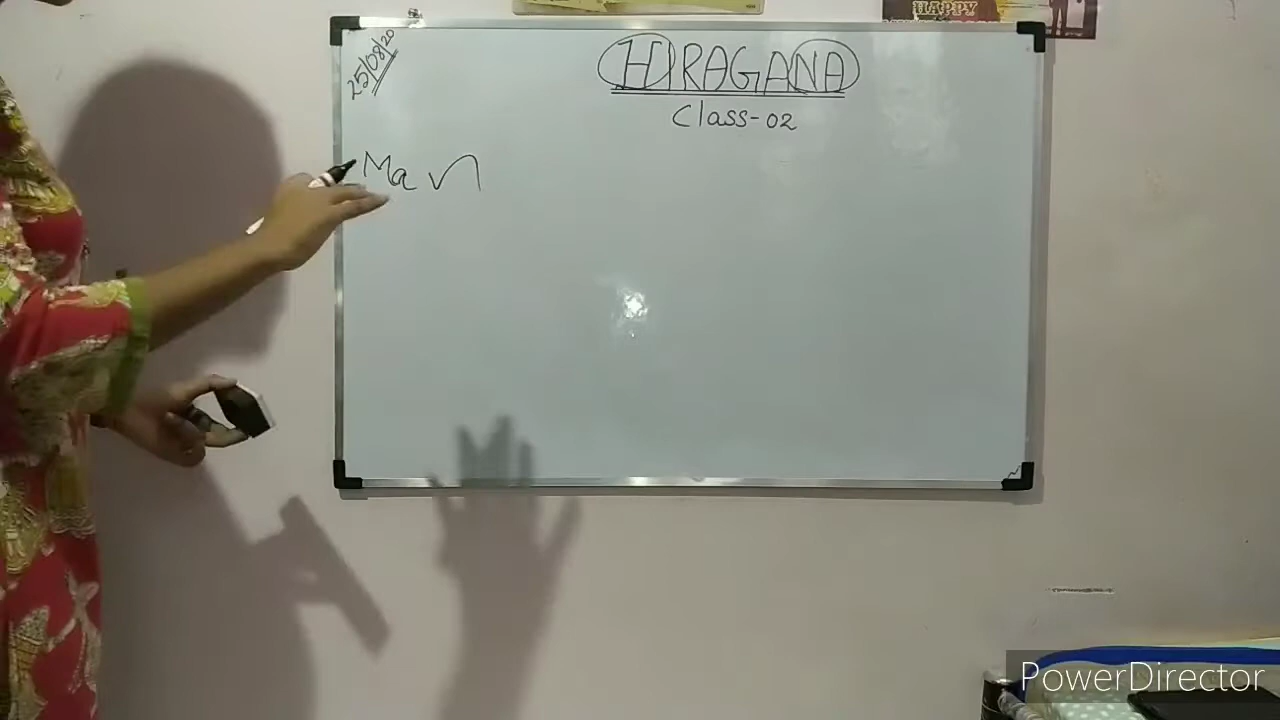 HAPPY
25/08/20
HIRAGANA
Class-02
Ma
PowerDirector